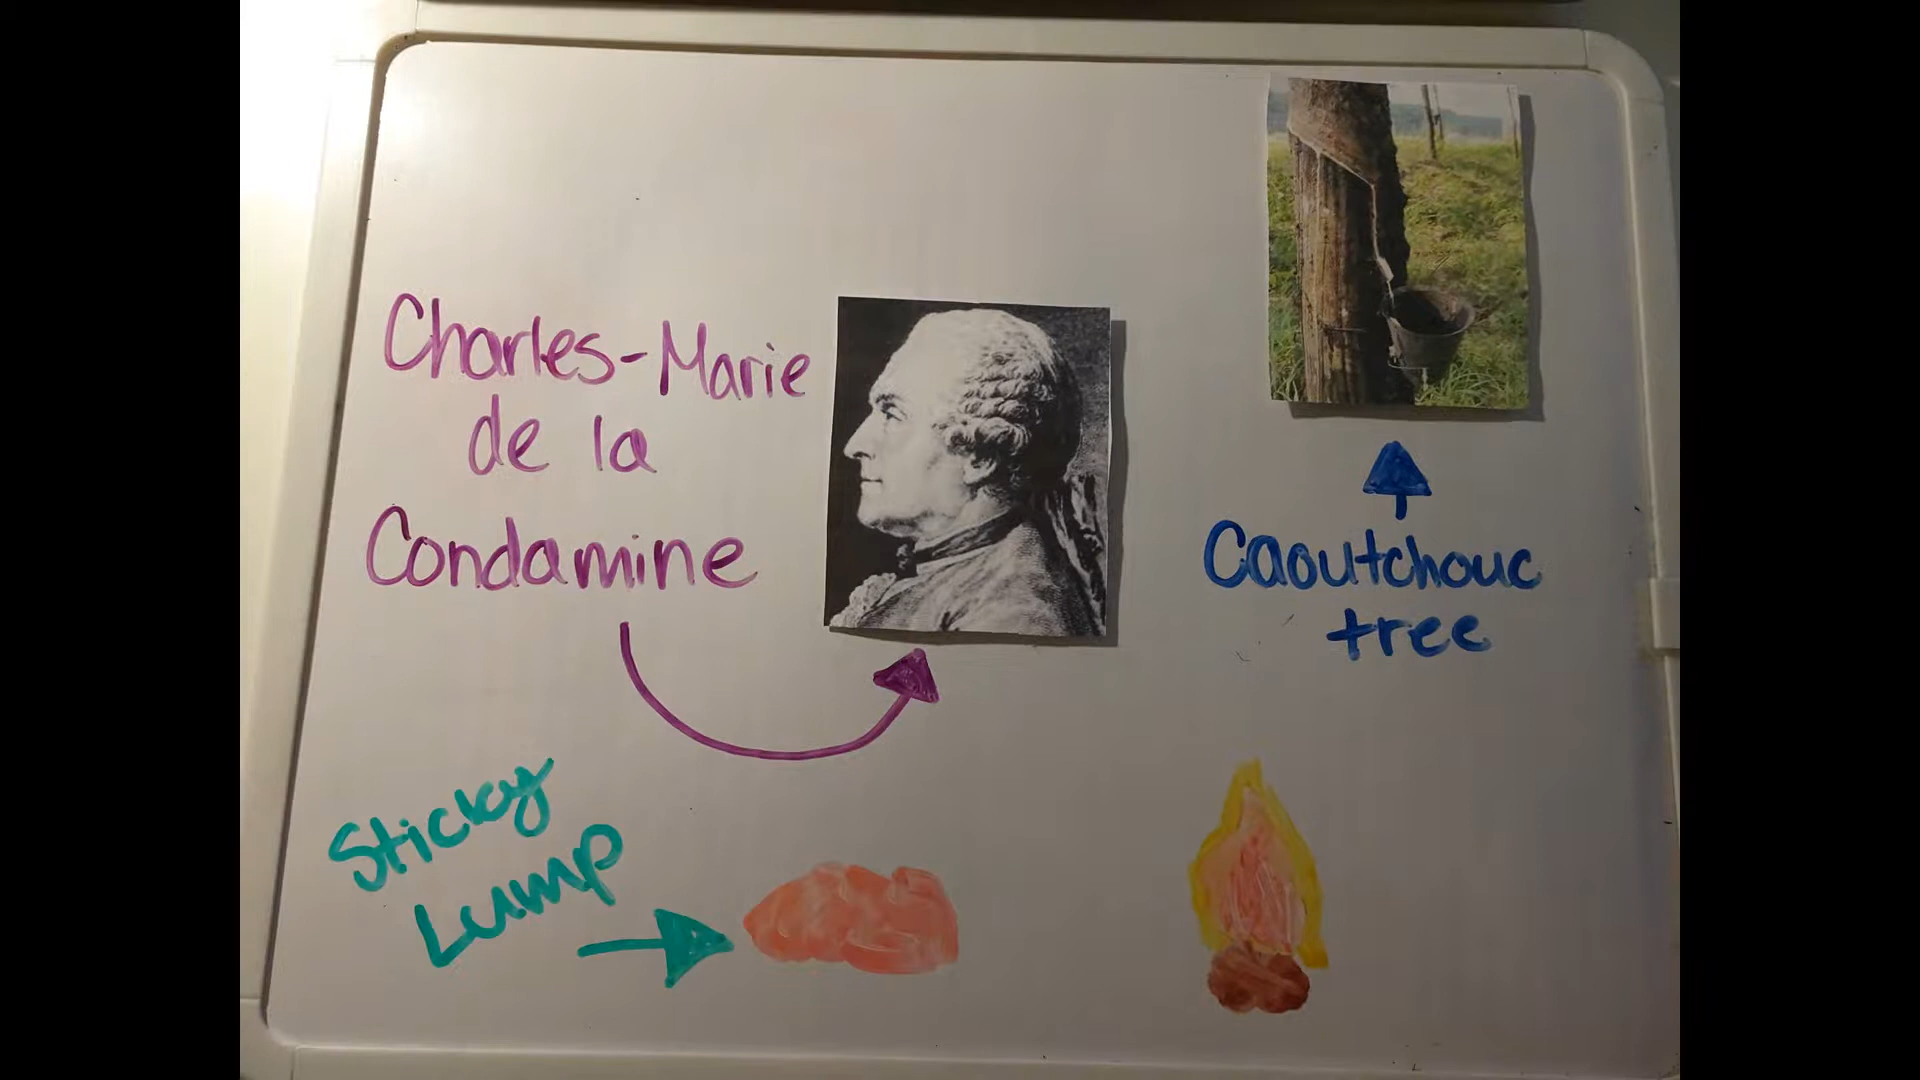 Charles-Marie
de la
Condamine
Caoutchouc
tree
Sticky
Lump